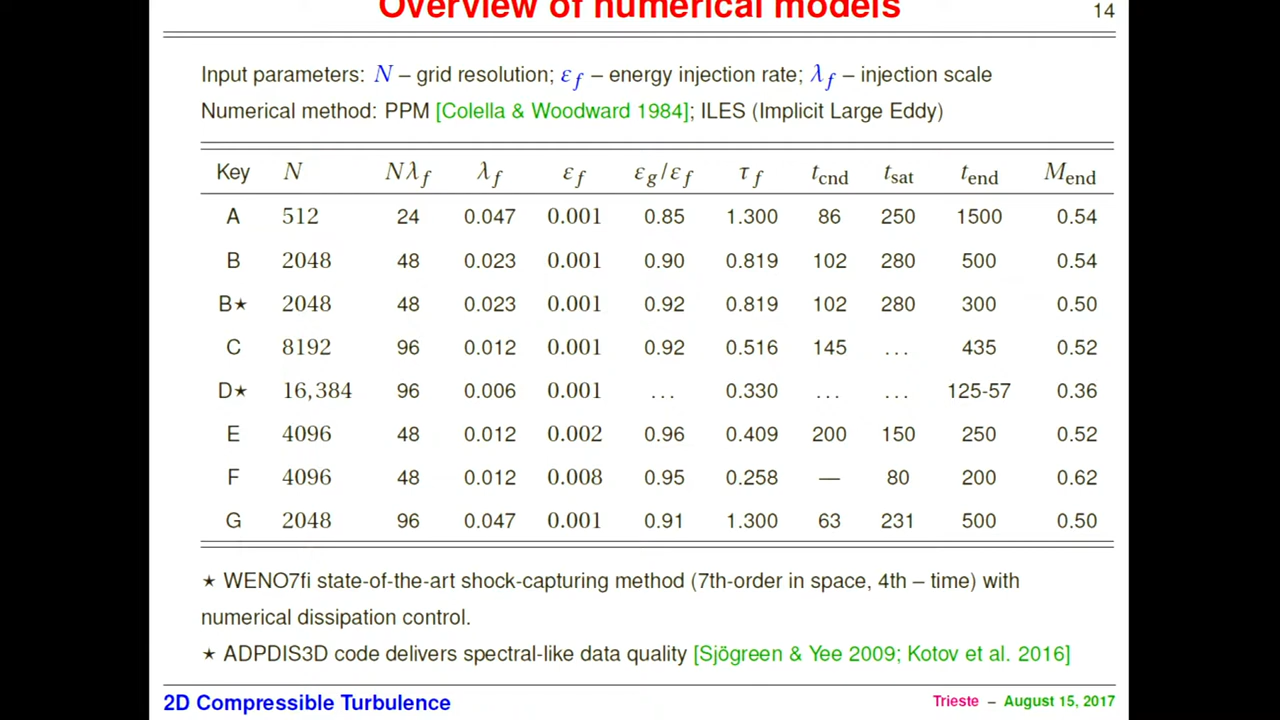 Overview of numerical models
14
Input parameters: N – grid resolution; εf – energy injection rate; λf – injection scale
Numerical method: PPM [Colella & Woodward 1984]; ILES (Implicit Large Eddy)
Key N Nλf λf εf εg/εf τf tcnd tsat tend Mend
A 512 24 0.047 0.001 0.85 1.300 86 250 1500 0.54
B 2048 48 0.023 0.001 0.90 0.819 102 280 500 0.54
B⋆ 2048 48 0.023 0.001 0.92 0.819 102 280 300 0.50
C 8192 96 0.012 0.001 0.92 0.516 145 ... 435 0.52
D⋆ 16,384 96 0.006 0.001 ... 0.330 ... ... 125-57 0.36
E 4096 48 0.012 0.002 0.96 0.409 200 150 250 0.52
F 4096 48 0.012 0.008 0.95 0.258 — 80 200 0.62
G 2048 96 0.047 0.001 0.91 1.300 63 231 500 0.50
⋆ WENO7fi state-of-the-art shock-capturing method (7th-order in space, 4th – time) with
numerical dissipation control.
⋆ ADPDIS3D code delivers spectral-like data quality [Sjögreen & Yee 2009; Kotov et al. 2016]
2D Compressible Turbulence
Trieste – August 15, 2017